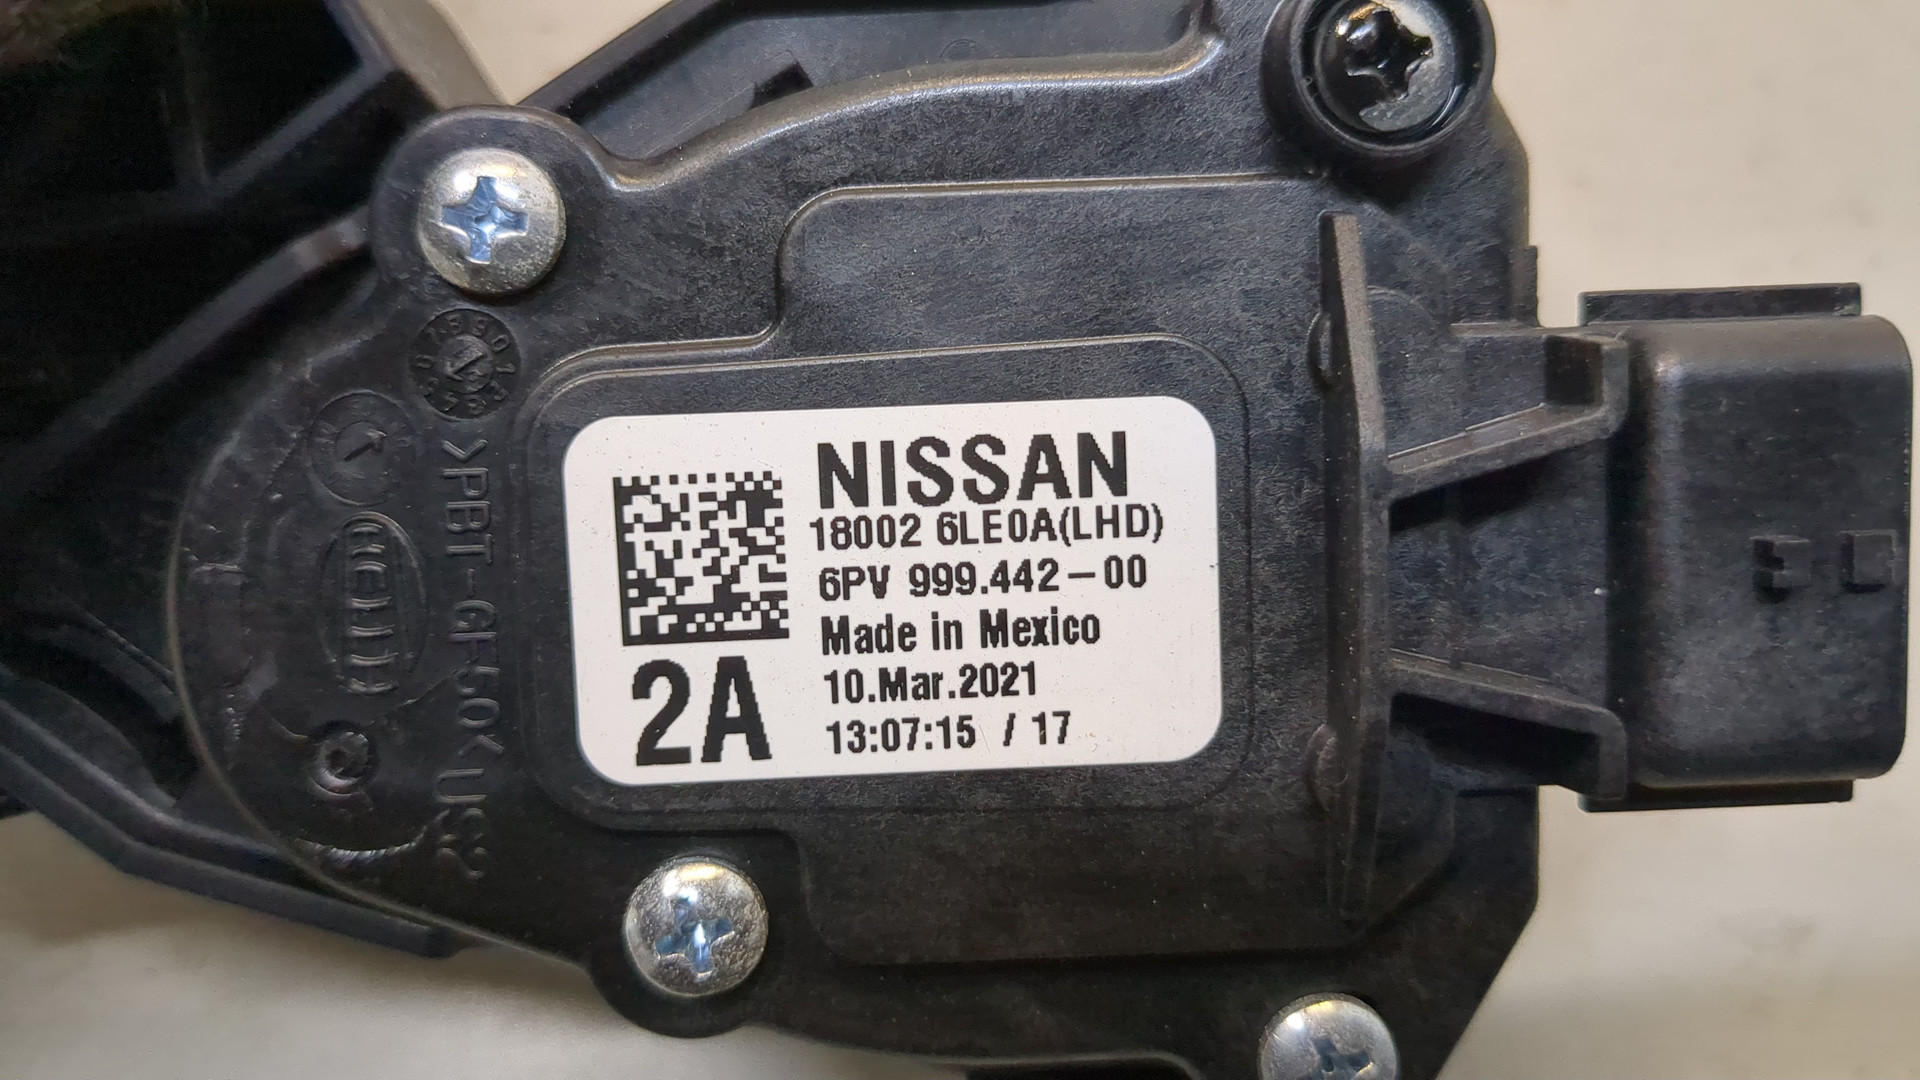 NISSAN
18002 6LE0A(LHD)
6PV 999.442-00
Made in Mexico
10.Mar.2021
13:07:15 / 17
2A
>PBT-GF50<
HELLA